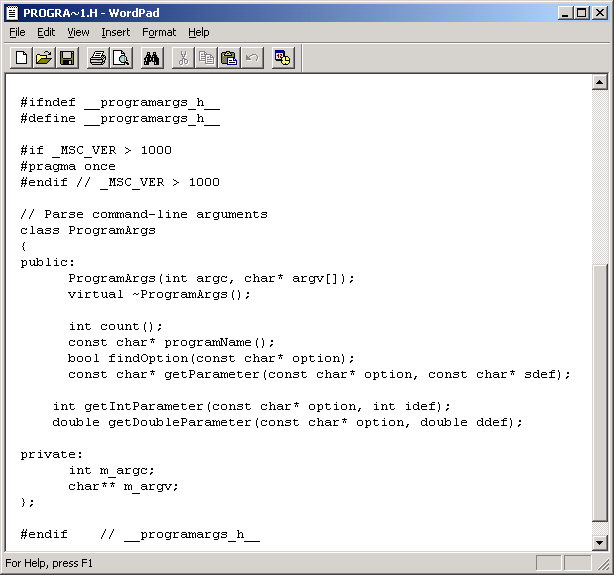 PROGRA~1.H - WordPad
File Edit View Insert Format Help
#ifndef __programargs_h__
#define __programargs_h__
#if _MSC_VER > 1000
#pragma once
#endif // _MSC_VER > 1000
// Parse command-line arguments
class ProgramArgs
{
public:
ProgramArgs(int argc, char* argv[]);
virtual ~ProgramArgs();
int count();
const char* programName();
bool findOption(const char* option);
const char* getParameter(const char* option, const char* sdef);
int getIntParameter(const char* option, int idef);
double getDoubleParameter(const char* option, double ddef);
private:
int m_argc;
char** m_argv;
};
#endif // __programargs_h__
For Help, press F1